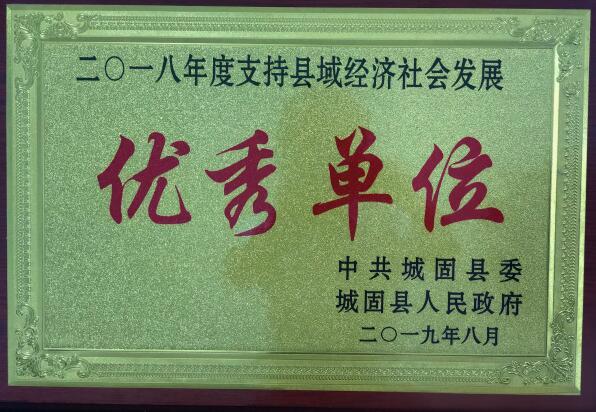 二〇一八年度支持县域经济社会发展
优秀单位
中共城固县委
城固县人民政府
二〇一九年八月